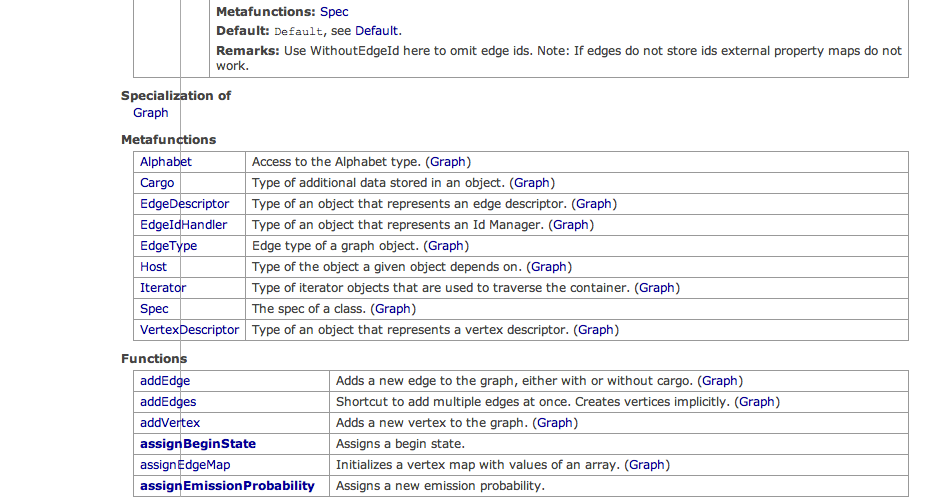 Metafunctions: Spec
Default: Default, see Default.
Remarks: Use WithoutEdgeId here to omit edge ids. Note: If edges do not store ids external property maps do not
work.
Specialization of
Graph
Metafunctions
Alphabet Access to the Alphabet type. (Graph)
Cargo Type of additional data stored in an object. (Graph)
EdgeDescriptor Type of an object that represents an edge descriptor. (Graph)
EdgeIdHandler Type of an object that represents an Id Manager. (Graph)
EdgeType Edge type of a graph object. (Graph)
Host Type of the object a given object depends on. (Graph)
Iterator Type of iterator objects that are used to traverse the container. (Graph)
Spec The spec of a class. (Graph)
VertexDescriptor Type of an object that represents a vertex descriptor. (Graph)
Functions
addEdge Adds a new edge to the graph, either with or without cargo. (Graph)
addEdges Shortcut to add multiple edges at once. Creates vertices implicitly. (Graph)
addVertex Adds a new vertex to the graph. (Graph)
assignBeginState Assigns a begin state.
assignEdgeMap Initializes a vertex map with values of an array. (Graph)
assignEmissionProbability Assigns a new emission probability.